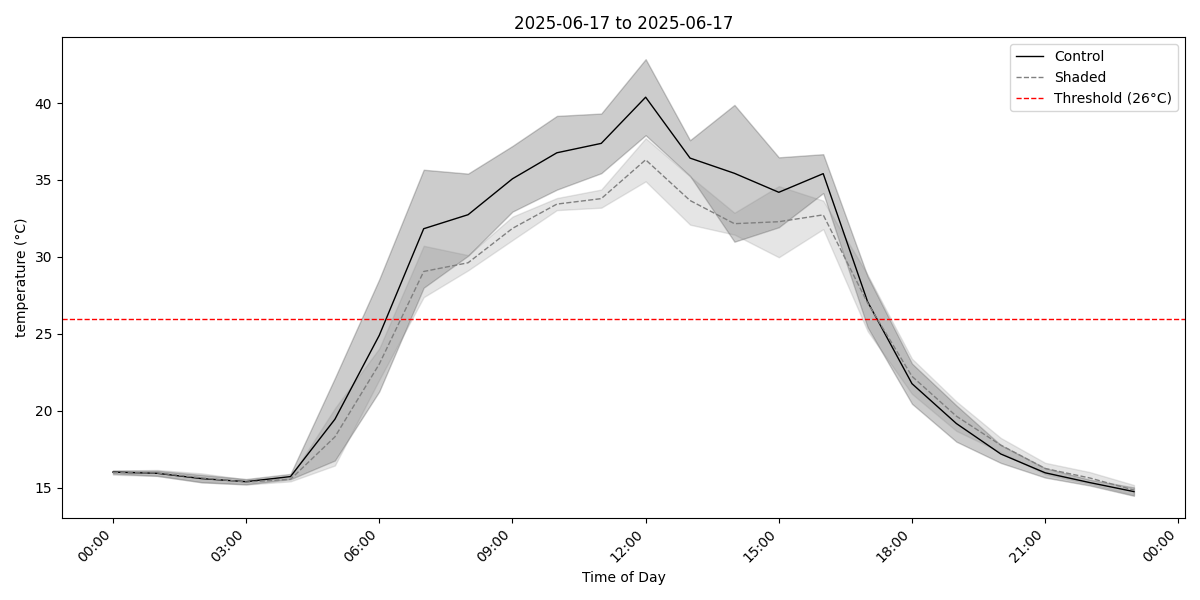 2025-06-17 to 2025-06-17
Control
Shaded
Threshold (26°C)
temperature (°C)
40
35
30
25
20
15
00:00
03:00
06:00
09:00
12:00
15:00
18:00
21:00
00:00
Time of Day